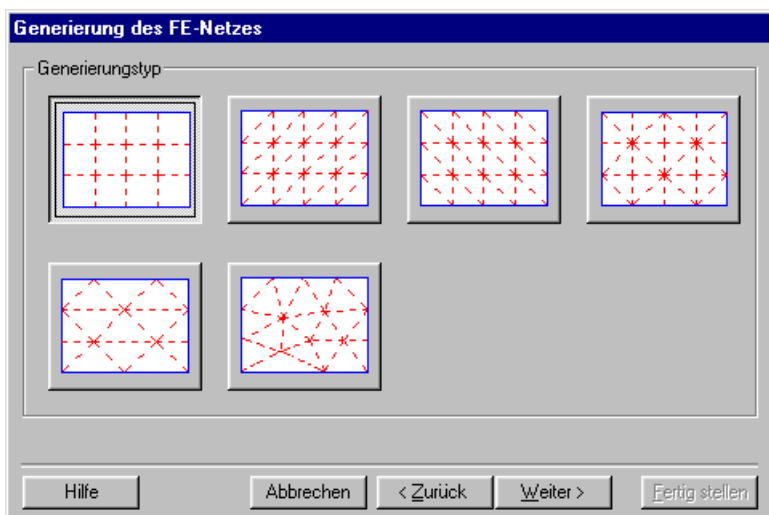 Generierung des FE-Netzes
Generierungstyp
Hilfe
Abbrechen
< Zurück
Weiter >
Fertig stellen